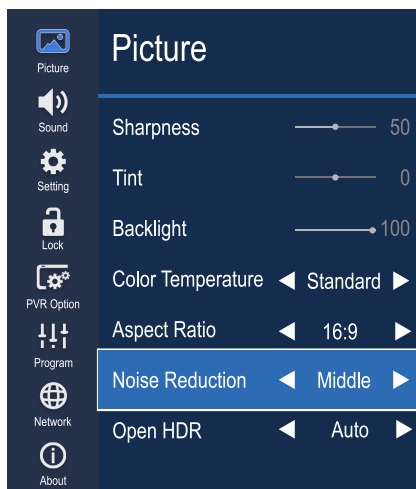 Picture
Sound
Setting
Lock
PVR Option
Program
Network
About
Picture
Sharpness 50
Tint 0
Backlight 100
Color Temperature Standard
Aspect Ratio 16:9
Noise Reduction Middle
Open HDR Auto